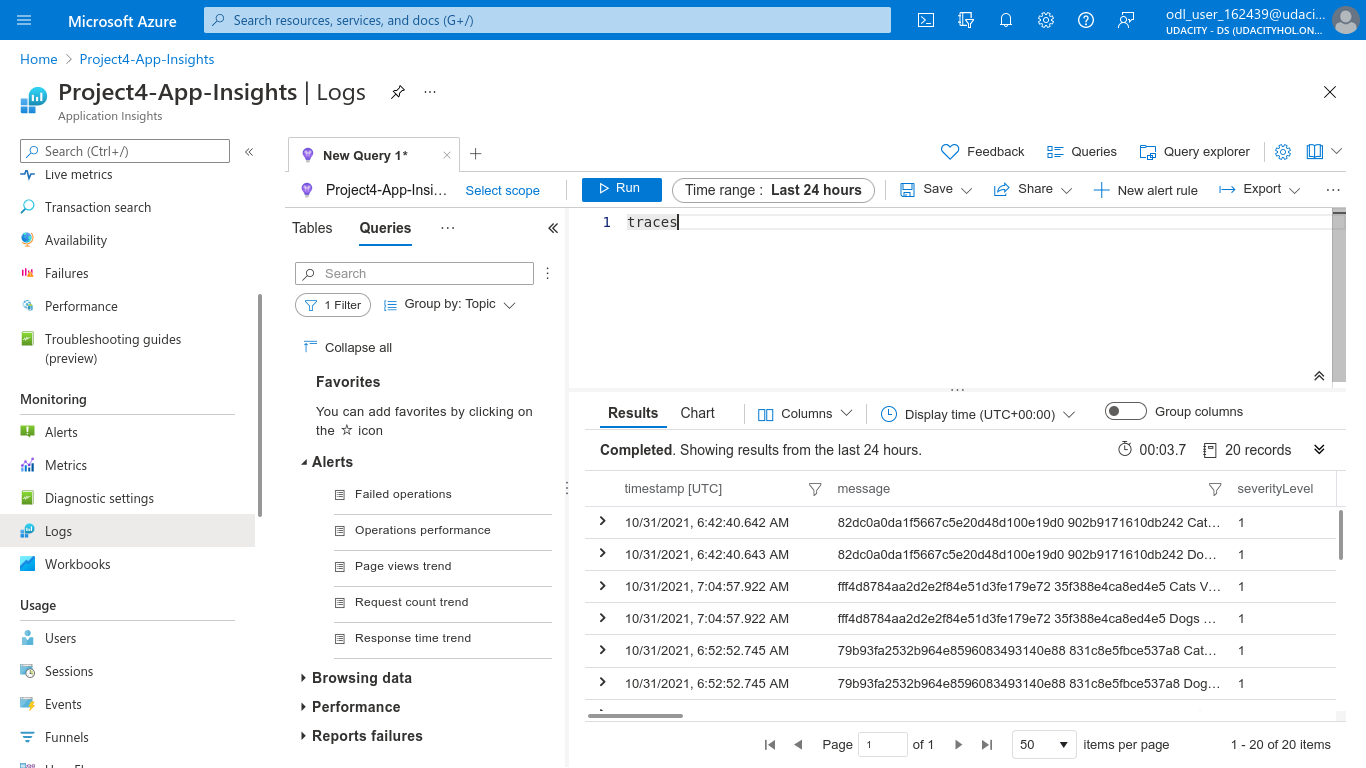 Microsoft Azure
Search resources, services, and docs (G+/)
odl_user_162439@udaci...
UDACITY - DS (UDACITYHOL.ON...
Home > Project4-App-Insights
Project4-App-Insights | Logs
Application Insights
Search (Ctrl+/)
Live metrics
Transaction search
Availability
Failures
Performance
Troubleshooting guides
(preview)
Monitoring
Alerts
Metrics
Diagnostic settings
Logs
Workbooks
Usage
Users
Sessions
Events
Funnels
New Query 1*
Feedback
Queries
Query explorer
Project4-App-Insi...
Select scope
Run
Time range : Last 24 hours
Save
Share
New alert rule
Export
Tables
Queries
Search
1 Filter
Group by: Topic
Collapse all
Favorites
You can add favorites by clicking on
the ☆ icon
Alerts
Failed operations
Operations performance
Page views trend
Request count trend
Response time trend
Browsing data
Performance
Reports failures
1 traces
Results
Chart
Columns
Display time (UTC+00:00)
Group columns
Completed. Showing results from the last 24 hours.
00:03.7
20 records
timestamp [UTC] message severityLevel
10/31/2021, 6:42:40.642 AM 82dc0a0da1f5667c5e20d48d100e19d0 902b9171610db242 Cat... 1
10/31/2021, 6:42:40.643 AM 82dc0a0da1f5667c5e20d48d100e19d0 902b9171610db242 Do... 1
10/31/2021, 7:04:57.922 AM fff4d8784aa2d2e2f84e51d3fe179e72 35f388e4ca8ed4e5 Cats V... 1
10/31/2021, 7:04:57.922 AM fff4d8784aa2d2e2f84e51d3fe179e72 35f388e4ca8ed4e5 Dogs ... 1
10/31/2021, 6:52:52.745 AM 79b93fa2532b964e8596083493140e88 831c8e5fbce537a8 Cat... 1
10/31/2021, 6:52:52.745 AM 79b93fa2532b964e8596083493140e88 831c8e5fbce537a8 Dog... 1
Page 1 of 1
50 items per page
1 - 20 of 20 items